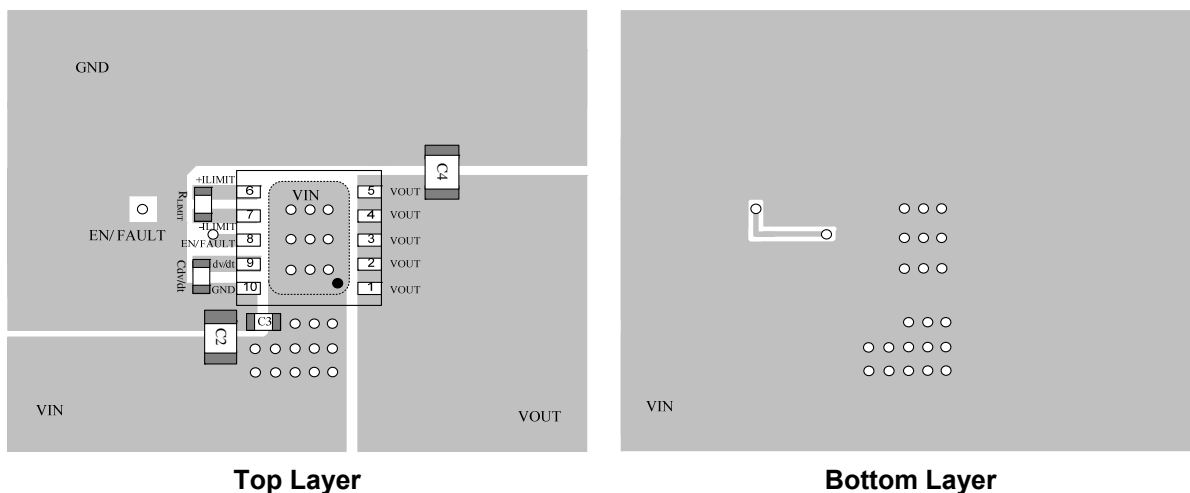 GND
C4
+ILIMIT
RLIMIT
6
VIN
5 VOUT
7
4 VOUT
-ILIMIT
EN/ FAULT
EN/FAULT
8
3 VOUT
Cdv/dt
dv/dt
9
2 VOUT
GND
10
1 VOUT
C2
C3
VIN
VOUT
Top Layer
VIN
Bottom Layer